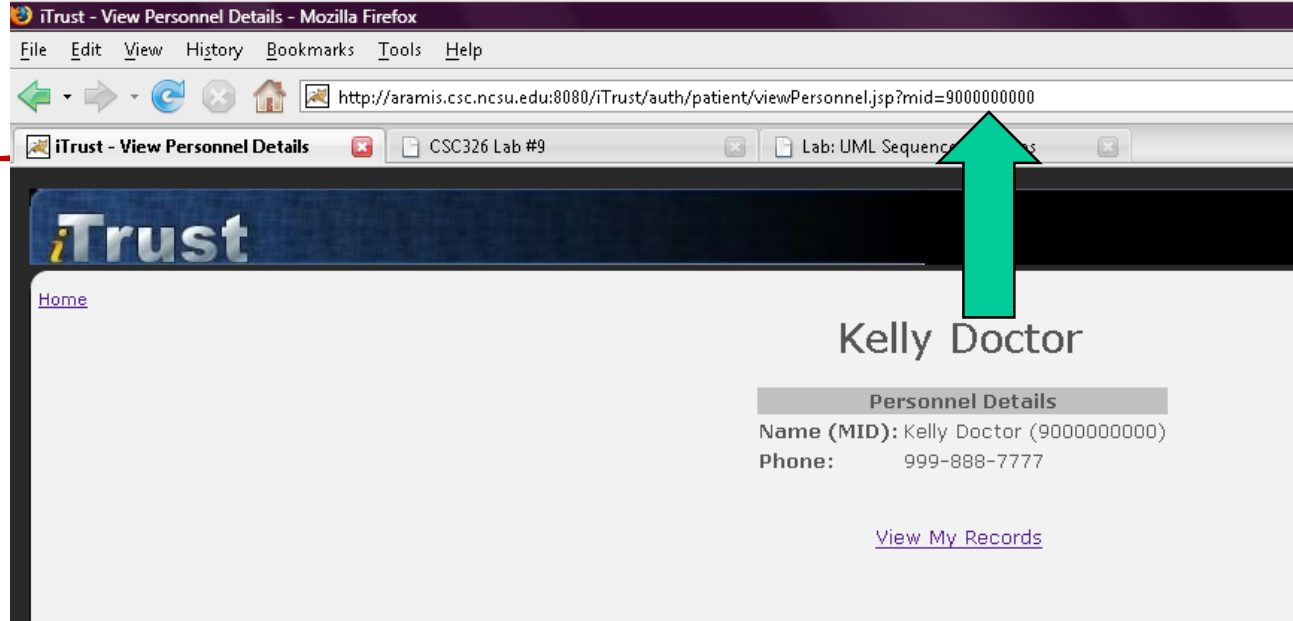 iTrust - View Personnel Details - Mozilla Firefox
File Edit View History Bookmarks Tools Help
http://aramis.csc.ncsu.edu:8080/iTrust/auth/patient/viewPersonnel.jsp?mid=9000000000
iTrust - View Personnel Details CSC326 Lab #9 Lab: UML Sequence
iTrust
Home
Kelly Doctor
Personnel Details
Name (MID): Kelly Doctor (9000000000)
Phone: 999-888-7777
View My Records